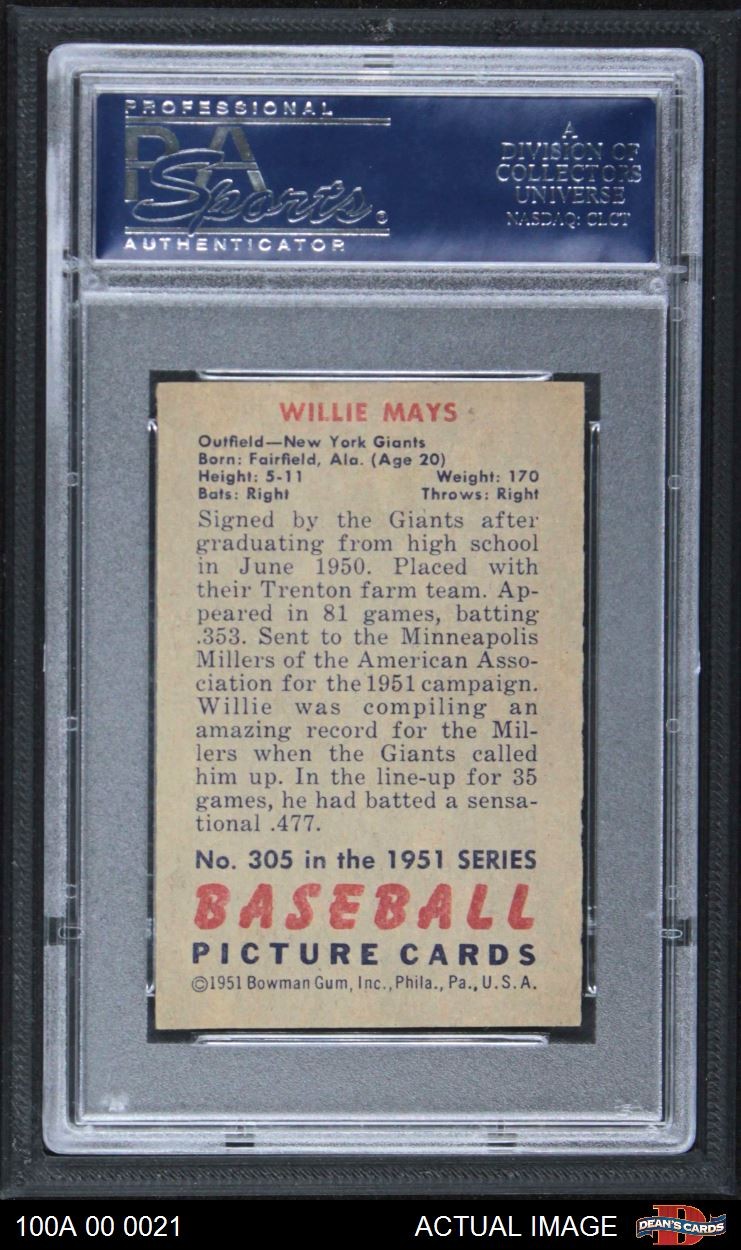 PROFESSIONAL
PSA
Sports®
AUTHENTICATOR
A
DIVISION OF
COLLECTORS
UNIVERSE
NASDAQ: CLCT
WILLIE MAYS
Outfield—New York Giants
Born: Fairfield, Ala. (Age 20)
Height: 5-11 Weight: 170
Bats: Right Throws: Right
Signed by the Giants after
graduating from high school
in June 1950. Placed with
their Trenton farm team. Ap-
peared in 81 games, batting
.353. Sent to the Minneapolis
Millers of the American Asso-
ciation for the 1951 campaign.
Willie was compiling an
amazing record for the Mil-
lers when the Giants called
him up. In the line-up for 35
games, he had batted a sensa-
tional .477.
No. 305 in the 1951 SERIES
BASEBALL
PICTURE CARDS
©1951 Bowman Gum, Inc., Phila., Pa., U.S.A.
100A 00 0021 ACTUAL IMAGE D DEAN'S CARDS